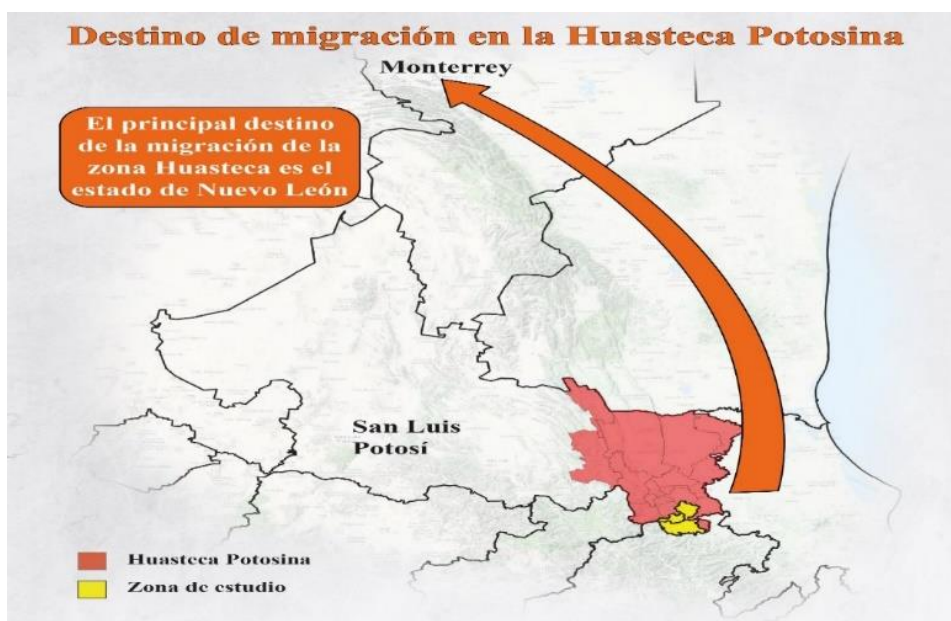 Destino de migración en la Huasteca Potosina
Monterrey
El principal destino
de la migración de la
zona Huasteca es el
estado de Nuevo León
San Luis
Potosí
Huasteca Potosina
Zona de estudio